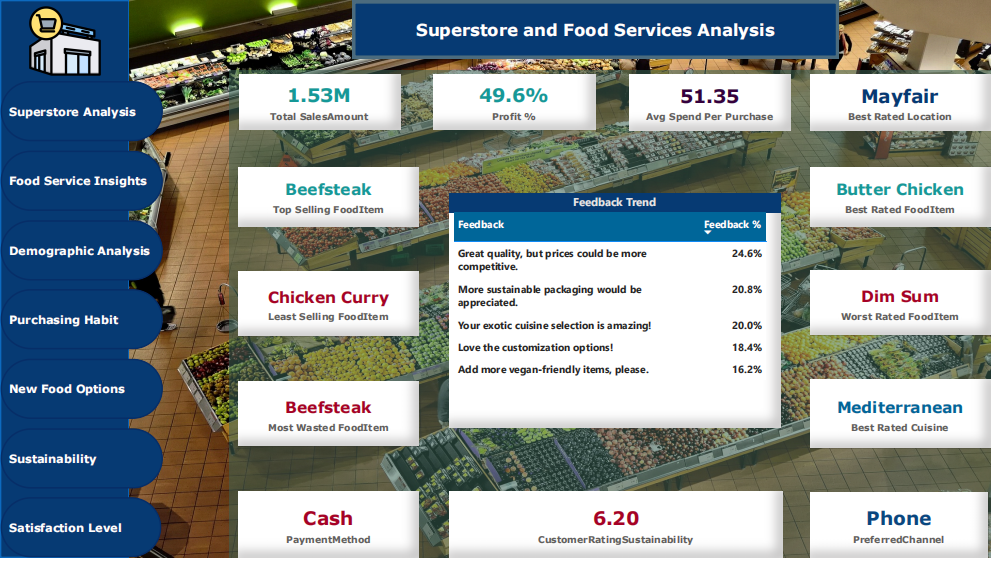 Superstore and Food Services Analysis
Superstore Analysis
Food Service Insights
Demographic Analysis
Purchasing Habit
New Food Options
Sustainability
Satisfaction Level
1.53M
Total SalesAmount
49.6%
Profit %
51.35
Avg Spend Per Purchase
Mayfair
Best Rated Location
Beefsteak
Top Selling FoodItem
Butter Chicken
Best Rated FoodItem
Feedback Trend
Feedback Feedback %
Great quality, but prices could be more 24.6%
competitive.
More sustainable packaging would be 20.8%
appreciated.
Your exotic cuisine selection is amazing! 20.0%
Love the customization options! 18.4%
Add more vegan-friendly items, please. 16.2%
Chicken Curry
Least Selling FoodItem
Dim Sum
Worst Rated FoodItem
Beefsteak
Most Wasted FoodItem
Mediterranean
Best Rated Cuisine
Cash
PaymentMethod
6.20
CustomerRatingSustainability
Phone
PreferredChannel